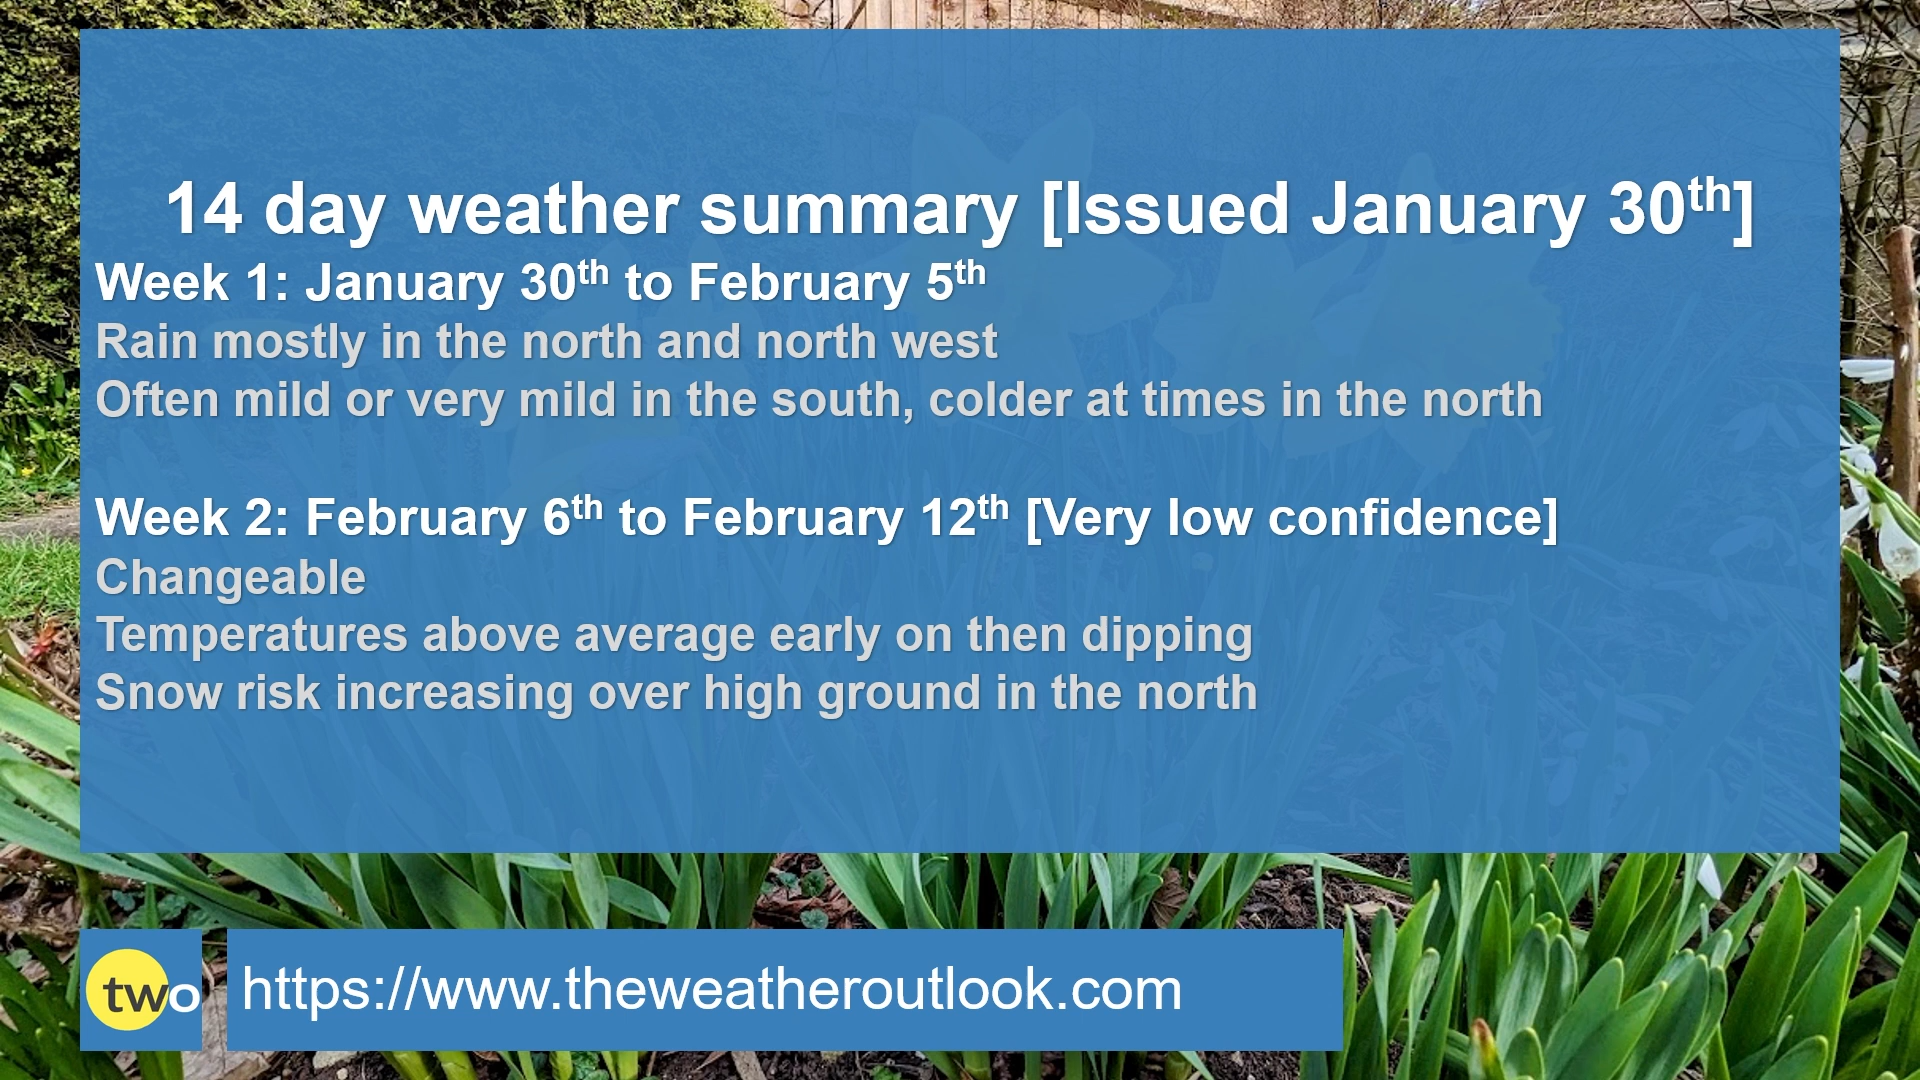 14 day weather summary [Issued January 30th]
Week 1: January 30th to February 5th
Rain mostly in the north and north west
Often mild or very mild in the south, colder at times in the north
Week 2: February 6th to February 12th [Very low confidence]
Changeable
Temperatures above average early on then dipping
Snow risk increasing over high ground in the north
two
https://www.theweatheroutlook.com